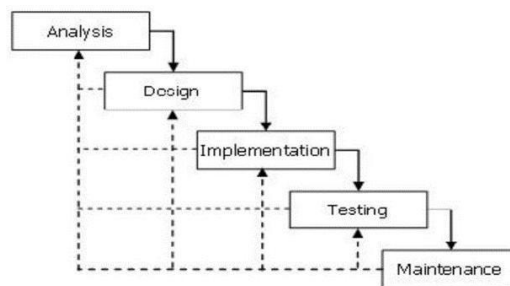 Analysis
Design
Implementation
Testing
Maintenance